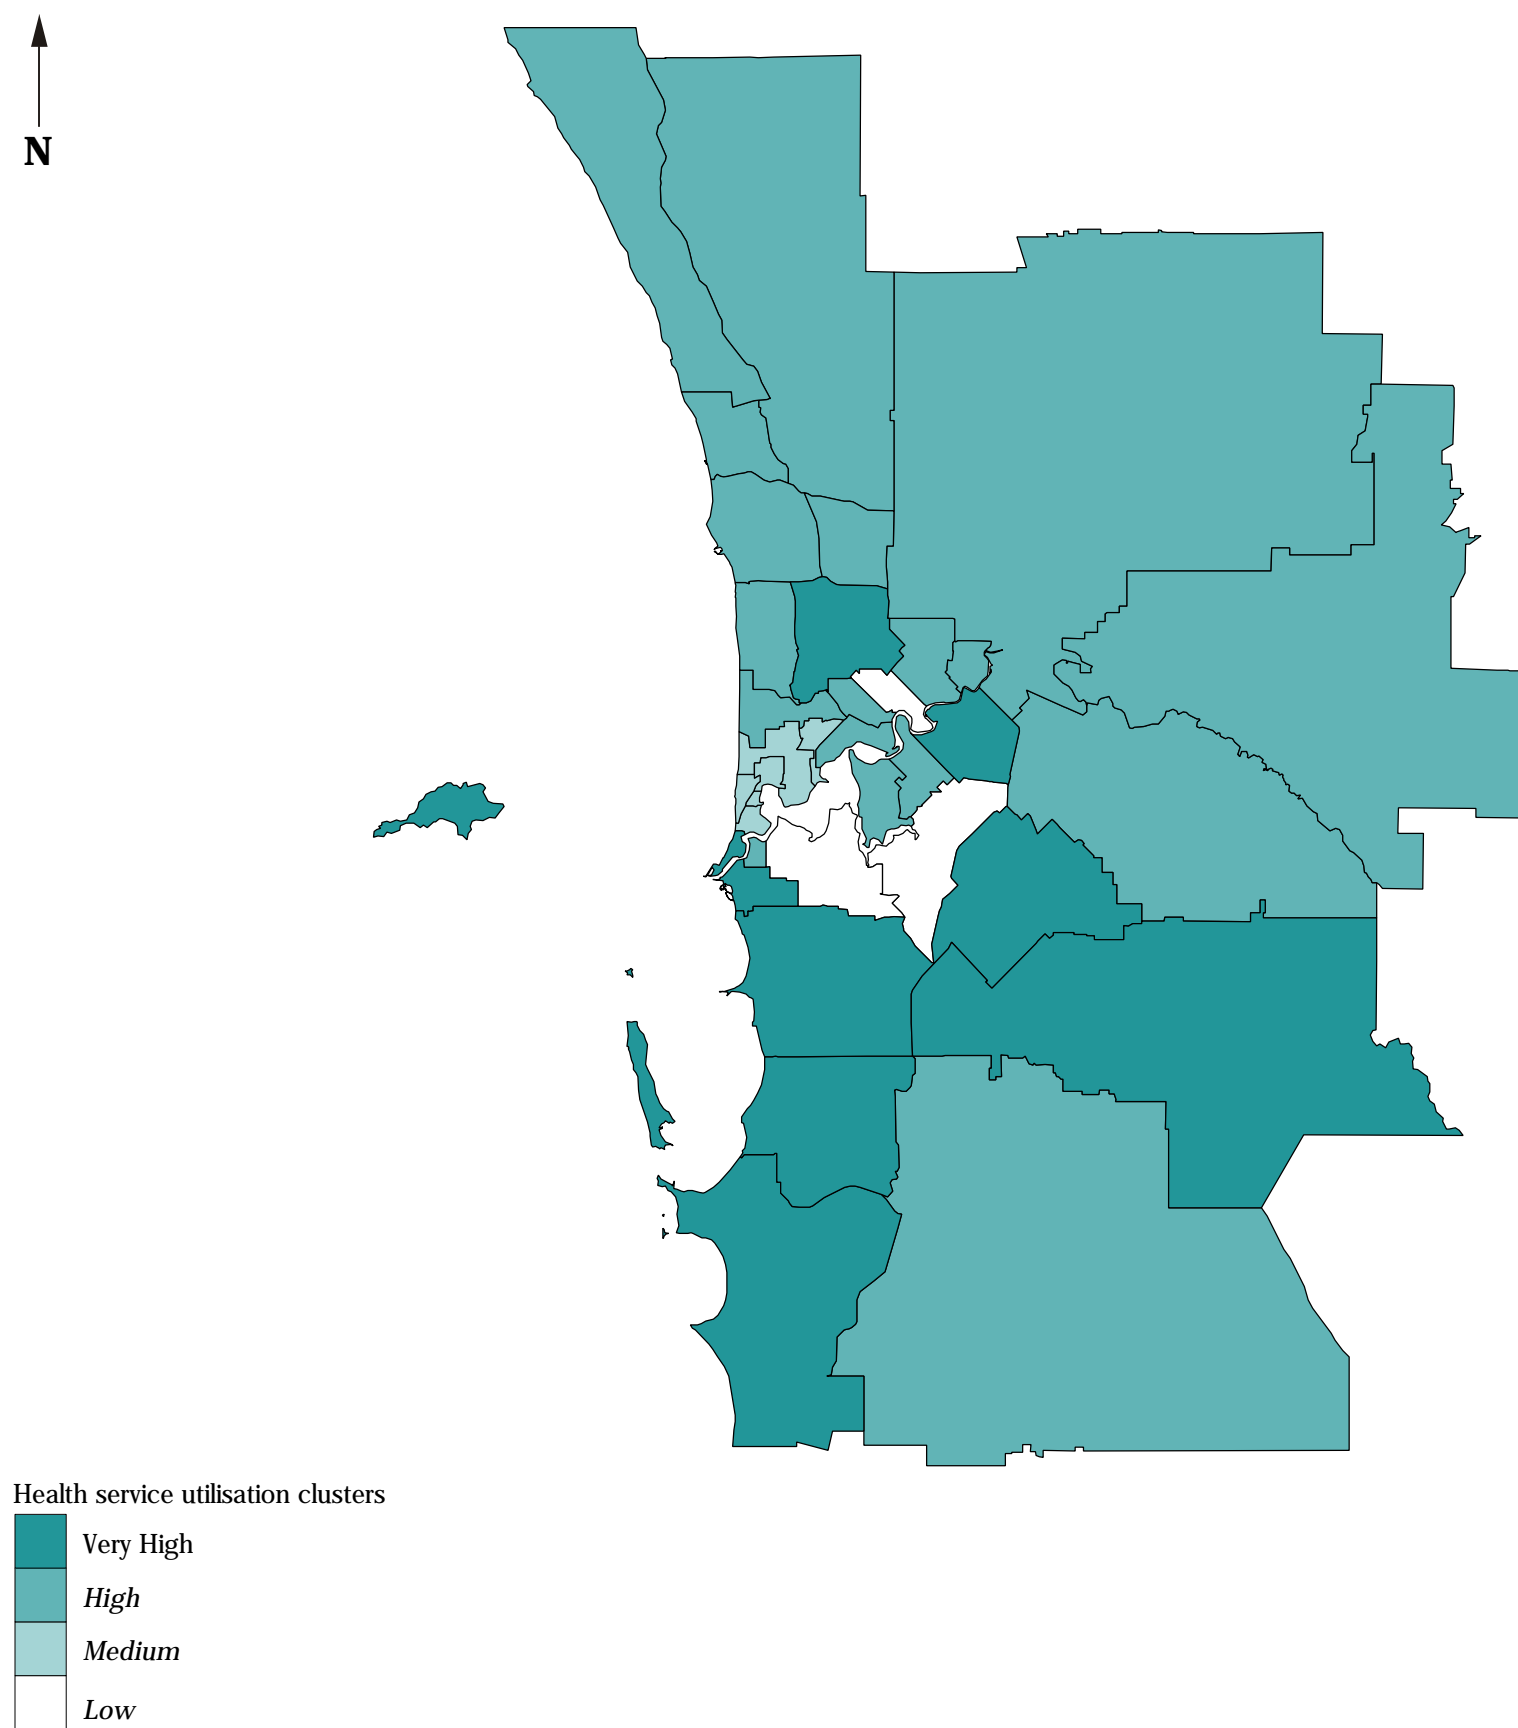 N
Health service utilisation clusters
Very High
High
Medium
Low